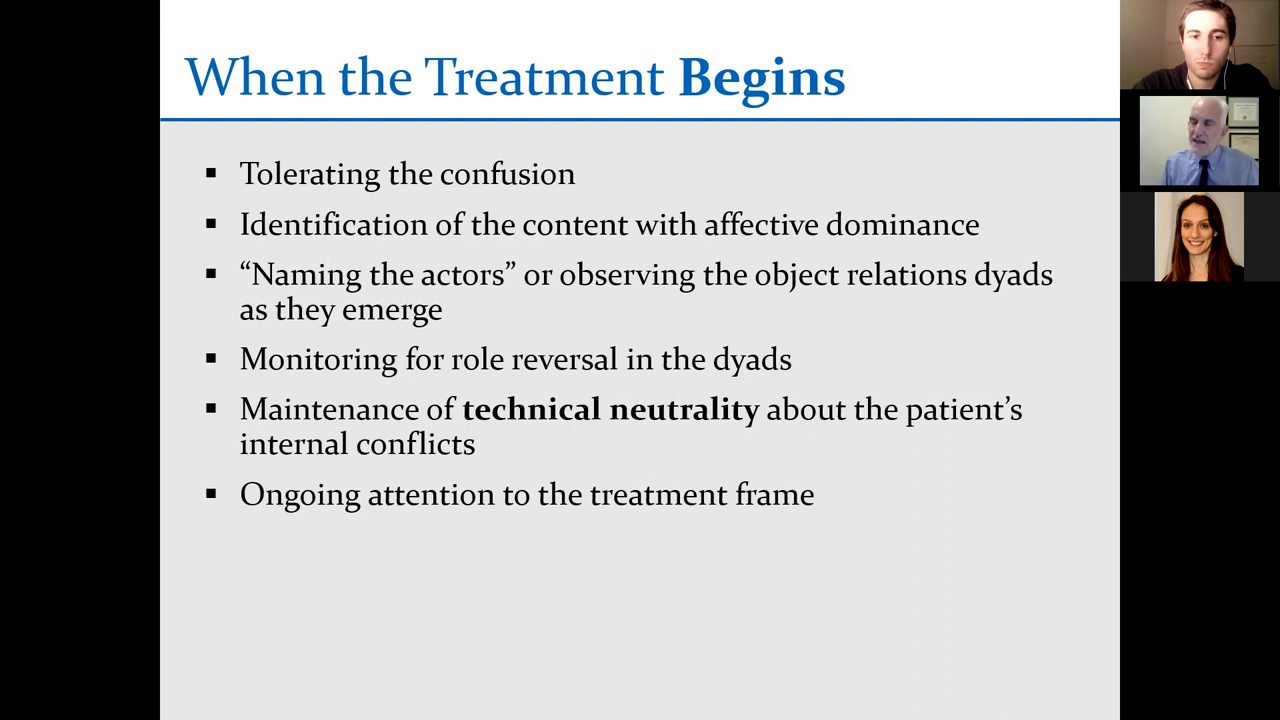 When the Treatment Begins
▪ Tolerating the confusion
▪ Identification of the content with affective dominance
▪ “Naming the actors” or observing the object relations dyads
as they emerge
▪ Monitoring for role reversal in the dyads
▪ Maintenance of technical neutrality about the patient’s
internal conflicts
▪ Ongoing attention to the treatment frame